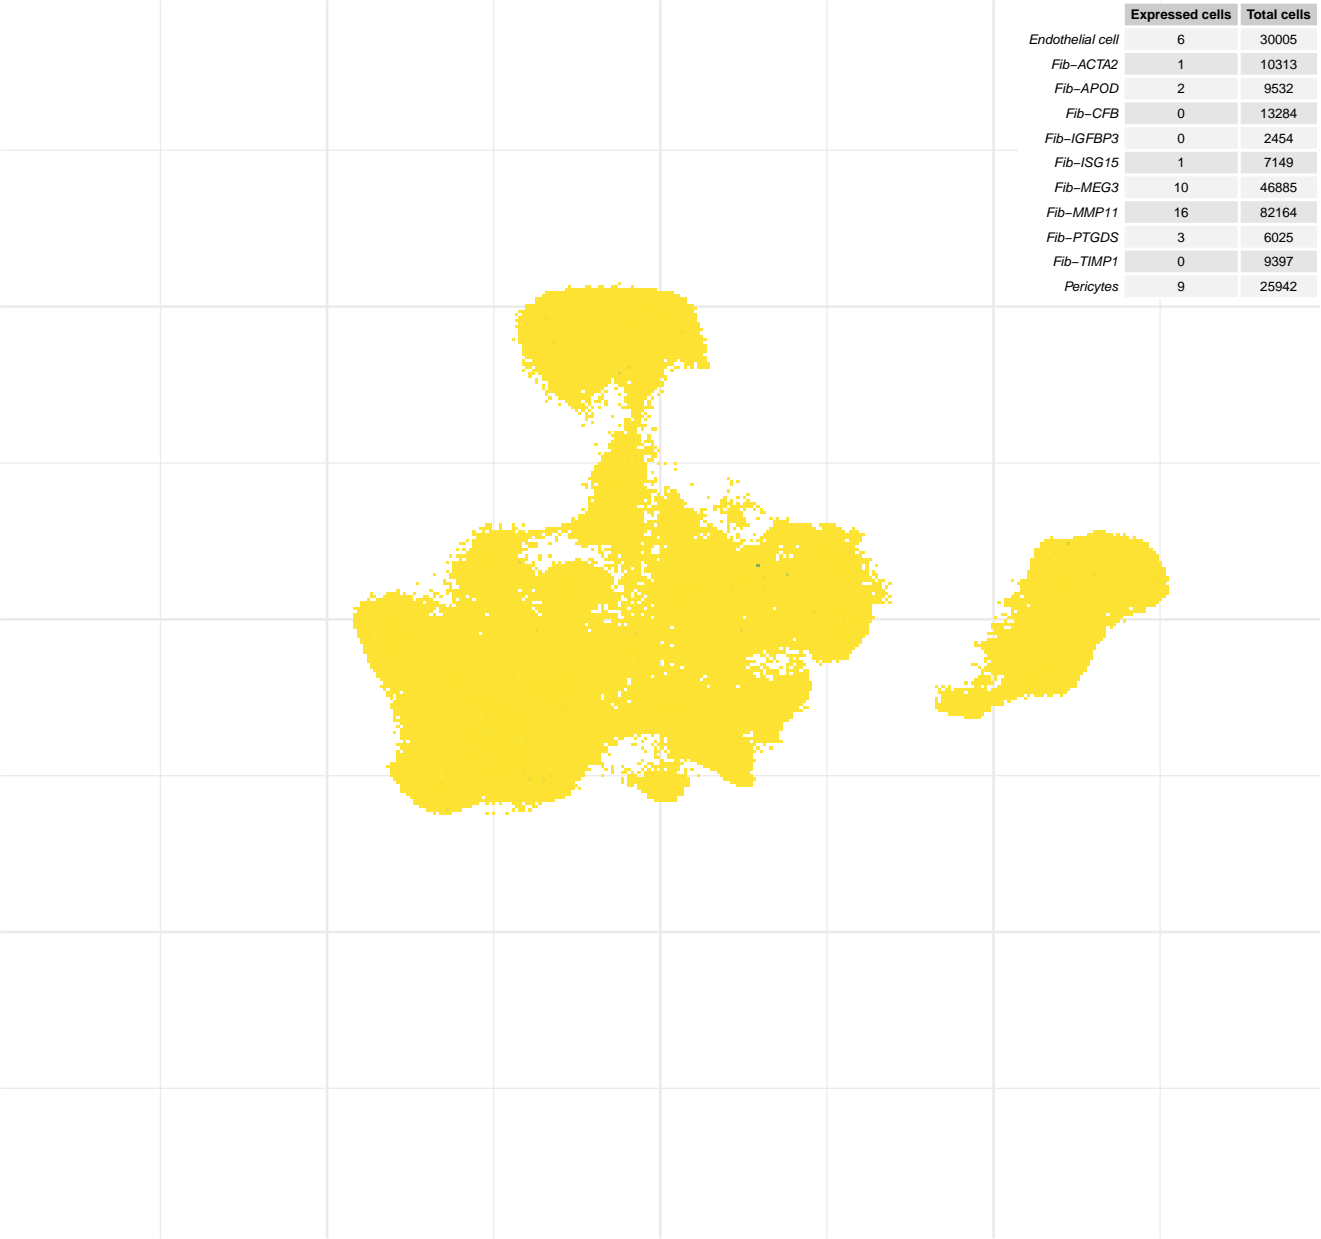 Expressed cells Total cells
Endothelial cell 6 30005
Fib−ACTA2 1 10313
Fib−APOD 2 9532
Fib−CFB 0 13284
Fib−IGFBP3 0 2454
Fib−ISG15 1 7149
Fib−MEG3 10 46885
Fib−MMP11 16 82164
Fib−PTGDS 3 6025
Fib−TIMP1 0 9397
Pericytes 9 25942